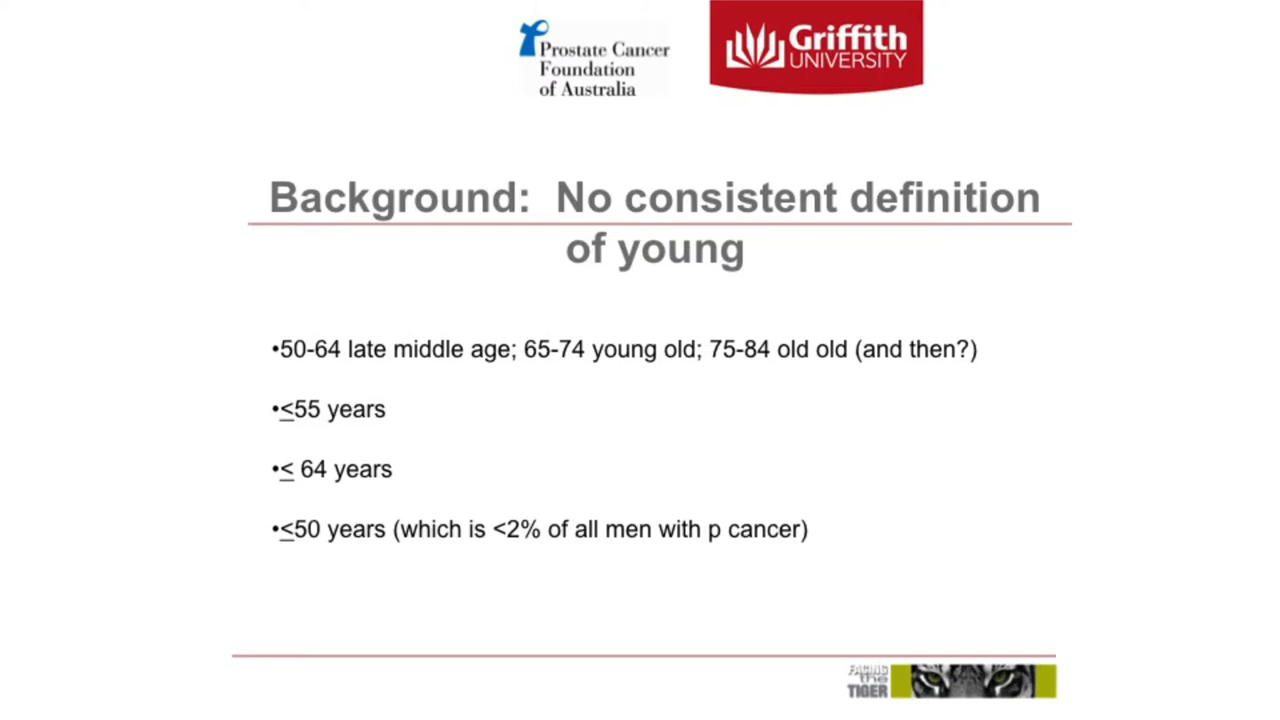 Prostate Cancer
Foundation
of Australia
Griffith
UNIVERSITY
Background: No consistent definition
of young
•50-64 late middle age; 65-74 young old; 75-84 old old (and then?)
•≤55 years
•≤ 64 years
•≤50 years (which is <2% of all men with p cancer)
FACING
the
TIGER